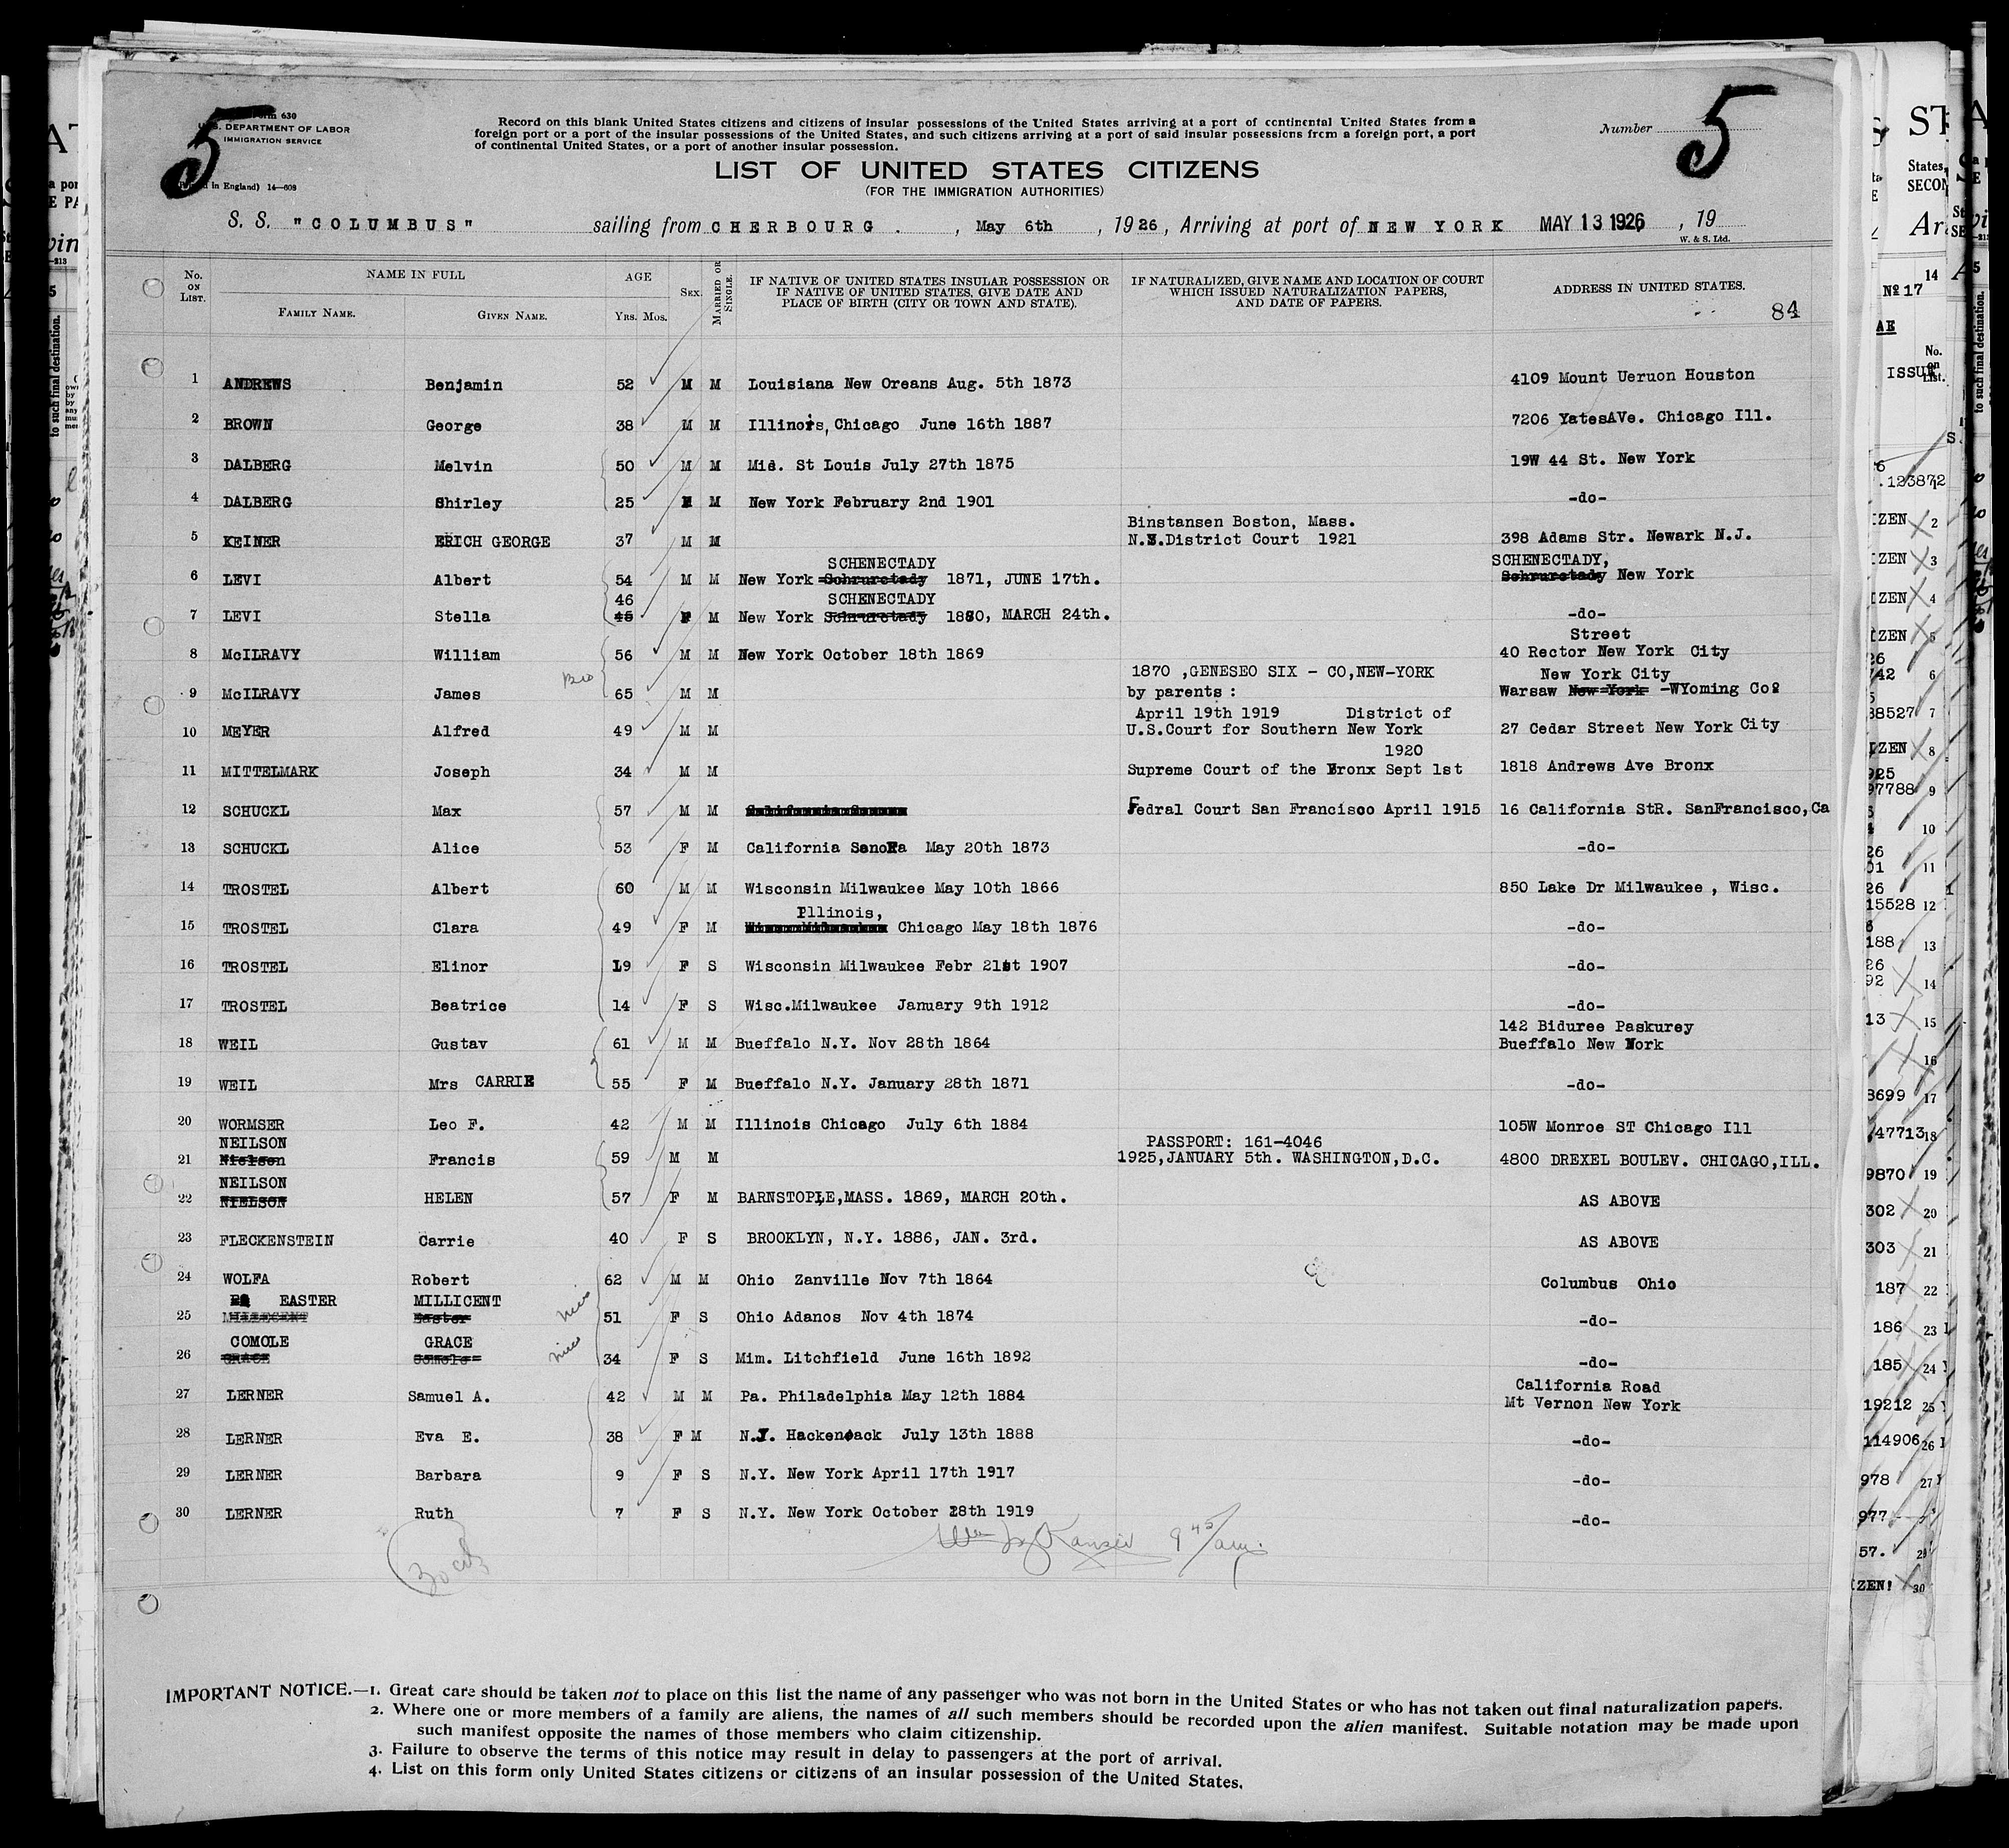 5
5
Form 630
U.S. DEPARTMENT OF LABOR
IMMIGRATION SERVICE
in England) 14—608
Record on this blank United States citizens and citizens of insular possessions of the United States arriving at a port of continental United States from a
foreign port or a port of the insular possessions of the United States, and such citizens arriving at a port of said insular possessions from a foreign port, a port
of continental United States, or a port of another insular possession.
Number
LIST OF UNITED STATES CITIZENS
(FOR THE IMMIGRATION AUTHORITIES)
S. S. "COLUMBUS" sailing from CHERBOURG . , May 6th , 1926, Arriving at port of NEW YORK MAY 13 1926 , 19
W. & S. Ltd.
No. ON LIST. NAME IN FULL FAMILY NAME. GIVEN NAME. AGE YRS. MOS. SEX. MARRIED OR SINGLE. IF NATIVE OF UNITED STATES INSULAR POSSESSION OR IF NATIVE OF UNITED STATES, GIVE DATE AND PLACE OF BIRTH (CITY OR TOWN AND STATE). IF NATURALIZED, GIVE NAME AND LOCATION OF COURT WHICH ISSUED NATURALIZATION PAPERS, AND DATE OF PAPERS. ADDRESS IN UNITED STATES.
84
1 ANDREWS Benjamin 52 M M Louisiana New Oreans Aug. 5th 1873 4109 Mount Ueruon Houston
2 BROWN George 38 M M Illinois, Chicago June 16th 1887 7206 YatesAVe. Chicago Ill.
3 DALBERG Melvin 50 M M Mis. St Louis July 27th 1875 19W 44 St. New York
4 DALBERG Shirley 25 F M New York February 2nd 1901 -do-
Binstansen Boston, Mass.
5 KEINER ERICH GEORGE 37 M M N.S.District Court 1921 398 Adams Str. Newark N.J.
SCHENECTADY SCHENECTADY,
6 LEVI Albert 54 M M New York Schrurctady 1871, JUNE 17th. Schrurctady New York
46 SCHENECTADY
7 LEVI Stella 45 F M New York Schrurctady 1880, MARCH 24th. -do-
Street
8 McILRAVY William 56 M M New York October 18th 1869 40 Rector New York City
1870 ,GENESEO SIX - CO,NEW-YORK New York City
9 McILRAVY James 65 M M by parents : Warsaw New York -WYoming Co
April 19th 1919 District of
10 MEYER Alfred 49 M M U.S.Court for Southern New York 27 Cedar Street New York City
1920
11 MITTELMARK Joseph 34 M M Supreme Court of the Bronx Sept 1st 1818 Andrews Ave Bronx
12 SCHUCKL Max 57 M M Fedral Court San Francisco April 1915 16 California StR. SanFrancisco,Ca
13 SCHUCKL Alice 53 F M California SonoRa May 20th 1873 -do-
14 TROSTEL Albert 60 M M Wisconsin Milwaukee May 10th 1866 850 Lake Dr Milwaukee , Wisc.
Illinois,
15 TROSTEL Clara 49 F M Chicago May 18th 1876 -do-
16 TROSTEL Elinor 19 F S Wisconsin Milwaukee Febr 21st 1907 -do-
17 TROSTEL Beatrice 14 F S Wisc.Milwaukee January 9th 1912 -do-
142 Biduree Paskurey
18 WEIL Gustav 61 M M Bueffalo N.Y. Nov 28th 1864 Bueffalo New York
19 WEIL Mrs CARRIE 55 F M Bueffalo N.Y. January 28th 1871 -do-
20 WORMSER Leo F. 42 M M Illinois Chicago July 6th 1884 105W Monroe ST Chicago Ill
NEILSON PASSPORT: 161-4046
21 Nielson Francis 59 M M 1925,JANUARY 5th. WASHINGTON,D.C. 4800 DREXEL BOULEV. CHICAGO,ILL.
NEILSON
22 NIELSON HELEN 57 F M BARNSTOPLE,MASS. 1869, MARCH 20th. AS ABOVE
23 FLECKENSTEIN Carrie 40 F S BROOKLYN, N.Y. 1886, JAN. 3rd. AS ABOVE
24 WOLFA Robert 62 M M Ohio Zanville Nov 7th 1864 Columbus Ohio
EASTER MILLICENT
25 MILLECENT Easter 51 F S Ohio Adanos Nov 4th 1874 -do-
COMOLE GRACE
26 GRACE Comole 34 F S Mim. Litchfield June 16th 1892 -do-
California Road
27 LERNER Samuel A. 42 M M Pa. Philadelphia May 12th 1884 Mt Vernon New York
28 LERNER Eva E. 38 F M N.J. Hackensack July 13th 1888 -do-
29 LERNER Barbara 9 F S N.Y. New York April 17th 1917 -do-
30 LERNER Ruth 7 F S N.Y. New York October 28th 1919 -do-
9 45/am.
IMPORTANT NOTICE.—1. Great care should be taken not to place on this list the name of any passenger who was not born in the United States or who has not taken out final naturalization papers.
2. Where one or more members of a family are aliens, the names of all such members should be recorded upon the alien manifest. Suitable notation may be made upon
such manifest opposite the names of those members who claim citizenship.
3. Failure to observe the terms of this notice may result in delay to passengers at the port of arrival.
4. List on this form only United States citizens or citizens of an insular possession of the United States.